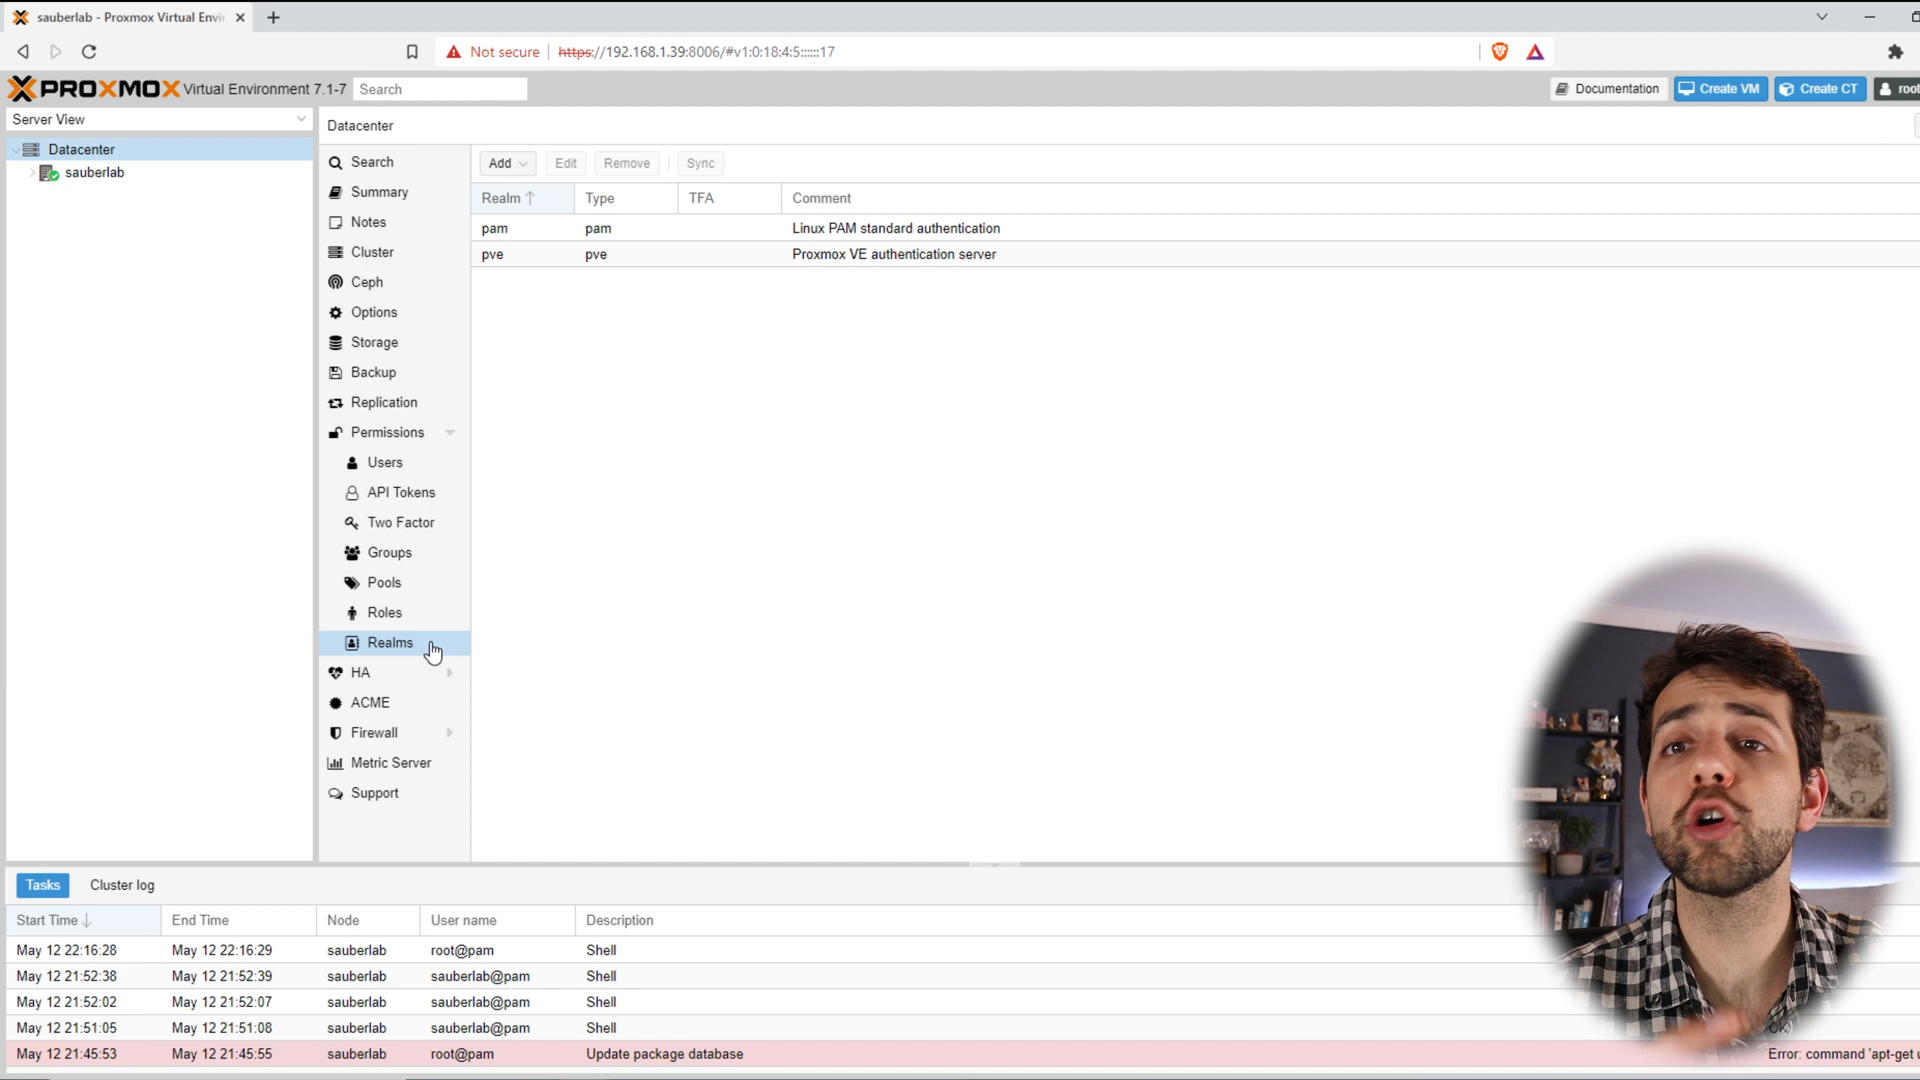 sauberlab - Proxmox Virtual Envi
Not secure
https://192.168.1.39:8006/#v1:0:18:4:5::::::17
PROXMOX Virtual Environment 7.1-7
Search
Documentation
Create VM
Create CT
root
Server View
Datacenter
sauberlab
Datacenter
Search
Summary
Notes
Cluster
Ceph
Options
Storage
Backup
Replication
Permissions
Users
API Tokens
Two Factor
Groups
Pools
Roles
Realms
HA
ACME
Firewall
Metric Server
Support
Add Edit Remove Sync
Realm Type TFA Comment
pam pam Linux PAM standard authentication
pve pve Proxmox VE authentication server
Tasks Cluster log
Start Time End Time Node User name Description
May 12 22:16:28 May 12 22:16:29 sauberlab root@pam Shell
May 12 21:52:38 May 12 21:52:39 sauberlab sauberlab@pam Shell
May 12 21:52:02 May 12 21:52:07 sauberlab sauberlab@pam Shell
May 12 21:51:05 May 12 21:51:08 sauberlab sauberlab@pam Shell OK
May 12 21:45:53 May 12 21:45:55 sauberlab root@pam Update package database Error: command 'apt-get u